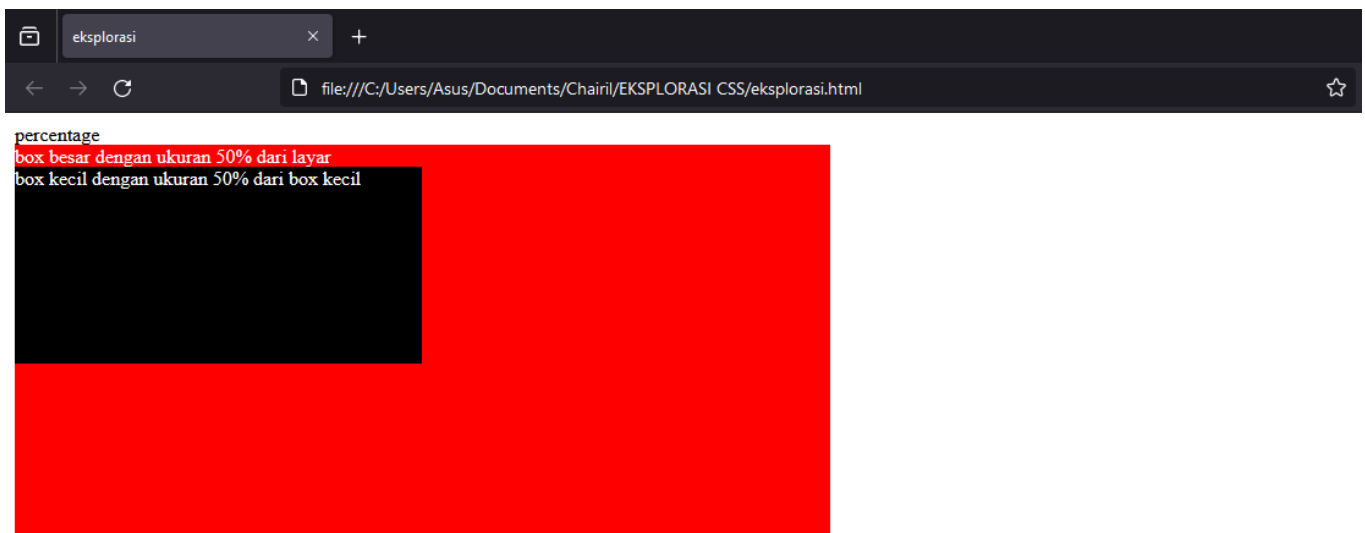 eksplorasi
file:///C:/Users/Asus/Documents/Chairil/EKSPLORASI CSS/eksplorasi.html
percentage
box besar dengan ukuran 50% dari layar
box kecil dengan ukuran 50% dari box kecil